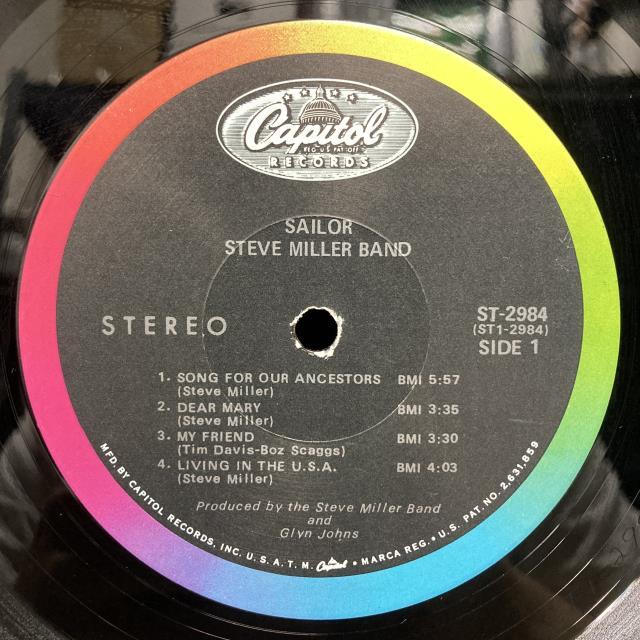 Capitol
REG. U.S. PAT. OFF.
RECORDS
SAILOR
STEVE MILLER BAND
STEREO
ST-2984
(ST1-2984)
SIDE 1
1. SONG FOR OUR ANCESTORS BMI 5:57
(Steve Miller)
2. DEAR MARY BMI 3:35
(Steve Miller)
3. MY FRIEND BMI 3:30
(Tim Davis-Boz Scaggs)
4. LIVING IN THE U.S.A. BMI 4:03
(Steve Miller)
Produced by the Steve Miller Band
and
Glyn Johns
MFD. BY CAPITOL RECORDS, INC. U.S.A. T.M. Capitol • MARCA REG. • U.S. PAT. NO. 2,631,859